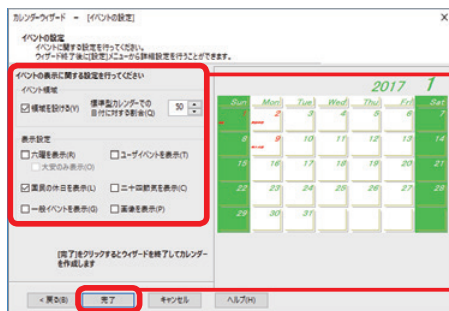 カレンダーウィザード － [イベントの設定]
X
イベントの設定
イベントに関する設定を行ってください。
ウィザード終了後に[設定]メニューから詳細設定を行うことができます。
イベントの表示に関する設定を行ってください
イベント領域
領域を設ける(V)
標準型カレンダーでの
日付に対する割合(Q)
50
表示設定
六曜を表示(R)
ユーザイベントを表示(T)
大安のみ表示(O)
国民の休日を表示(L)
二十四節気を表示(C)
一般イベントを表示(G)
画像を表示(P)
2017 1
Sun Mon Tue Wed Thu Fri Sat
1 2 3 4 5 6 7
8 9 10 11 12 13 14
15 16 17 18 19 20 21
22 23 24 25 26 27 28
29 30 31
[完了]をクリックするとウィザードを終了してカレンダー
を作成します
< 戻る(B)
完了
キャンセル
ヘルプ(H)